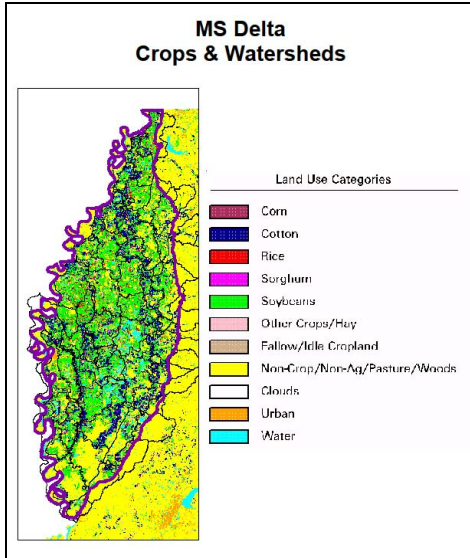 MS Delta
Crops & Watersheds
Land Use Categories
Corn
Cotton
Rice
Sorghum
Soybeans
Other Crops/Hay
Fallow/Idle Cropland
Non-Crop/Non-Ag/Pasture/Woods
Clouds
Urban
Water